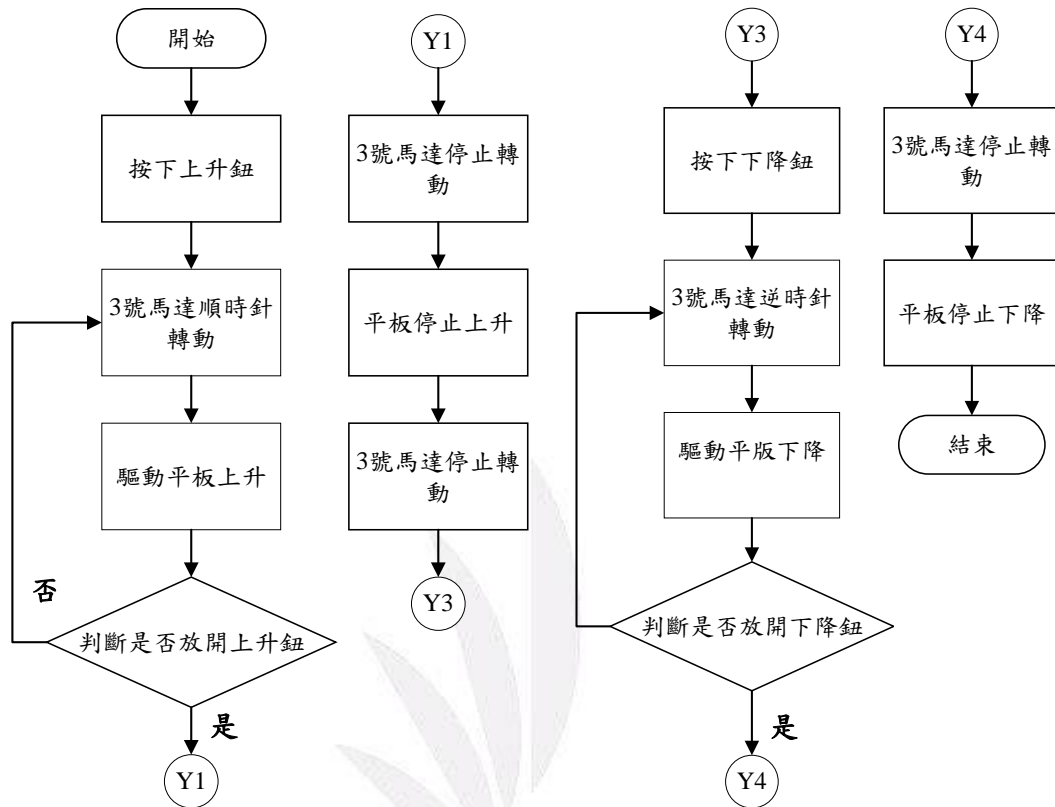 開始
按下上升鈕
3號馬達順時針
轉動
驅動平板上升
否
判斷是否放開上升鈕
是
Y1
Y1
3號馬達停止轉
動
平板停止上升
3號馬達停止轉
動
Y3
Y3
按下下降鈕
3號馬達逆時針
轉動
驅動平版下降
判斷是否放開下降鈕
是
Y4
Y4
3號馬達停止轉
動
平板停止下降
結束